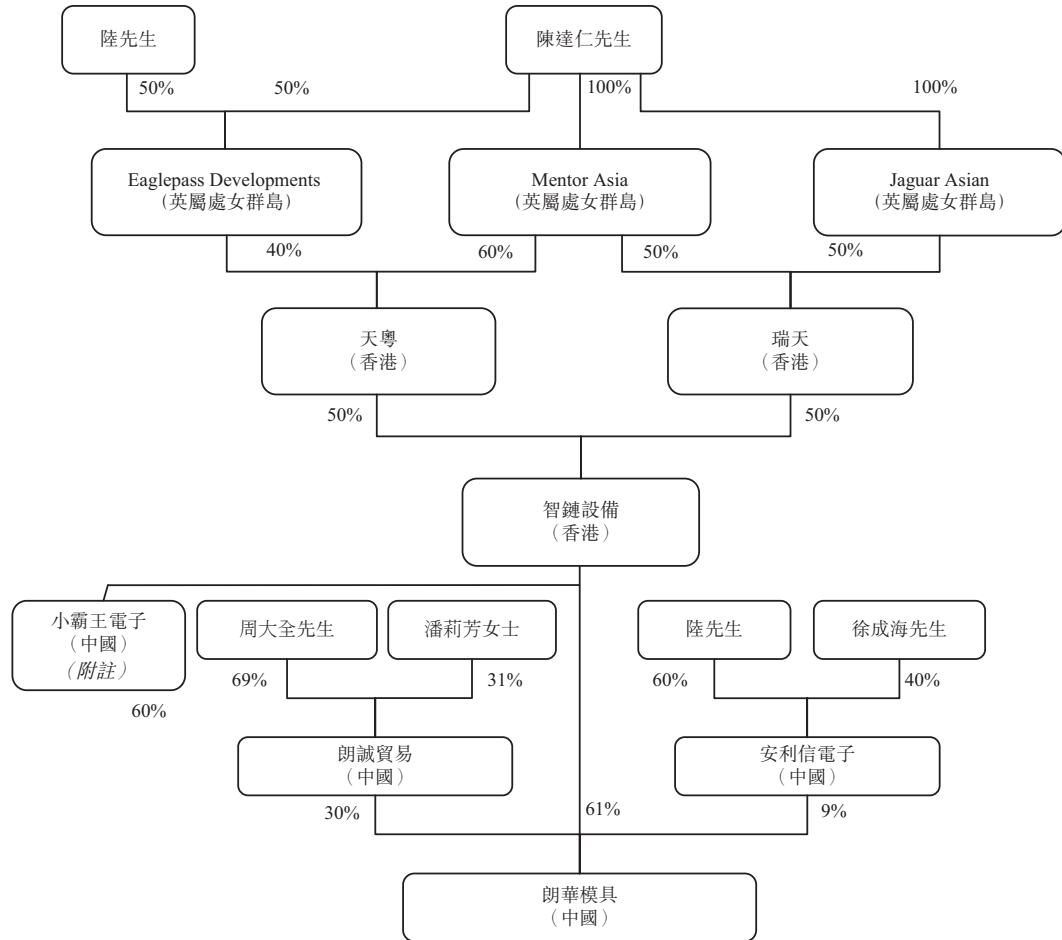 陸先生
陳達仁先生
50%
50%
100%
100%
Eaglepass Developments
（英屬處女群島）
Mentor Asia
（英屬處女群島）
Jaguar Asian
（英屬處女群島）
40%
60%
50%
50%
天粵
（香港）
瑞天
（香港）
50%
50%
智鏈設備
（香港）
小霸王電子
（中國）
（附註）
周大全先生
潘莉芳女士
陸先生
徐成海先生
60%
69%
31%
60%
40%
朗誠貿易
（中國）
安利信電子
（中國）
30%
61%
9%
朗華模具
（中國）